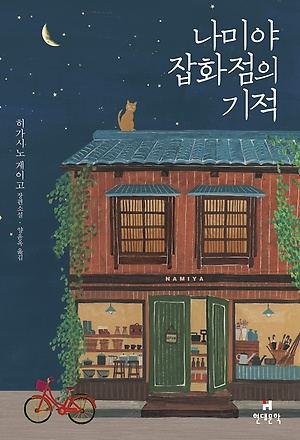 나미야
잡화점의
기적
히가시노 게이고 장편소설 · 양윤옥 옮김
NAMIYA
OPEN
현대문학